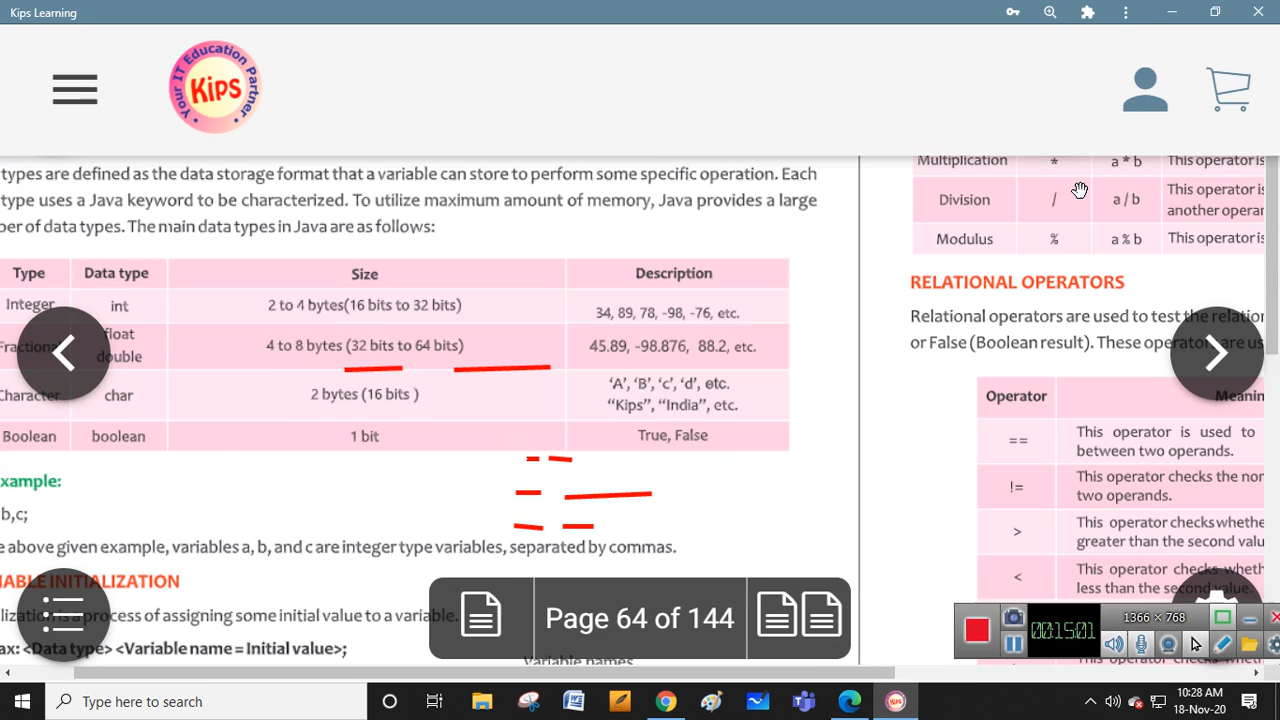 Kips Learning
Your IT Education Partner
Kips
types are defined as the data storage format that a variable can store to perform some specific operation. Each
type uses a Java keyword to be characterized. To utilize maximum amount of memory, Java provides a large
ber of data types. The main data types in Java are as follows:
Type Data type Size Description
Integer int 2 to 4 bytes(16 bits to 32 bits) 34, 89, 78, -98, -76, etc.
Fractional float double 4 to 8 bytes (32 bits to 64 bits) 45.89, -98.876, 88.2, etc.
Character char 2 bytes (16 bits ) ‘A’, ‘B’, ‘c’, ‘d’, etc.
“Kips”, “India”, etc.
Boolean boolean 1 bit True, False
xample:
b,c;
e above given example, variables a, b, and c are integer type variables, separated by commas.
IABLE INITIALIZATION
ialization is a process of assigning some initial value to a variable.
ax: <Data type> <Variable name = Initial value>;
Variable names
Multiplication * a * b This operator is
Division / a / b This operator is
another operan
Modulus % a % b This operator is
RELATIONAL OPERATORS
Relational operators are used to test the relation
or False (Boolean result). These operators are us
Operator Meanin
== This operator is used to
between two operands.
!= This operator checks the nor
two operands.
> This operator checks whethe
greater than the second valu
< This operator checks wheth
less than the second value.
Page 64 of 144
00:15:01
1366 × 768
Type here to search
10:28 AM
18-Nov-20